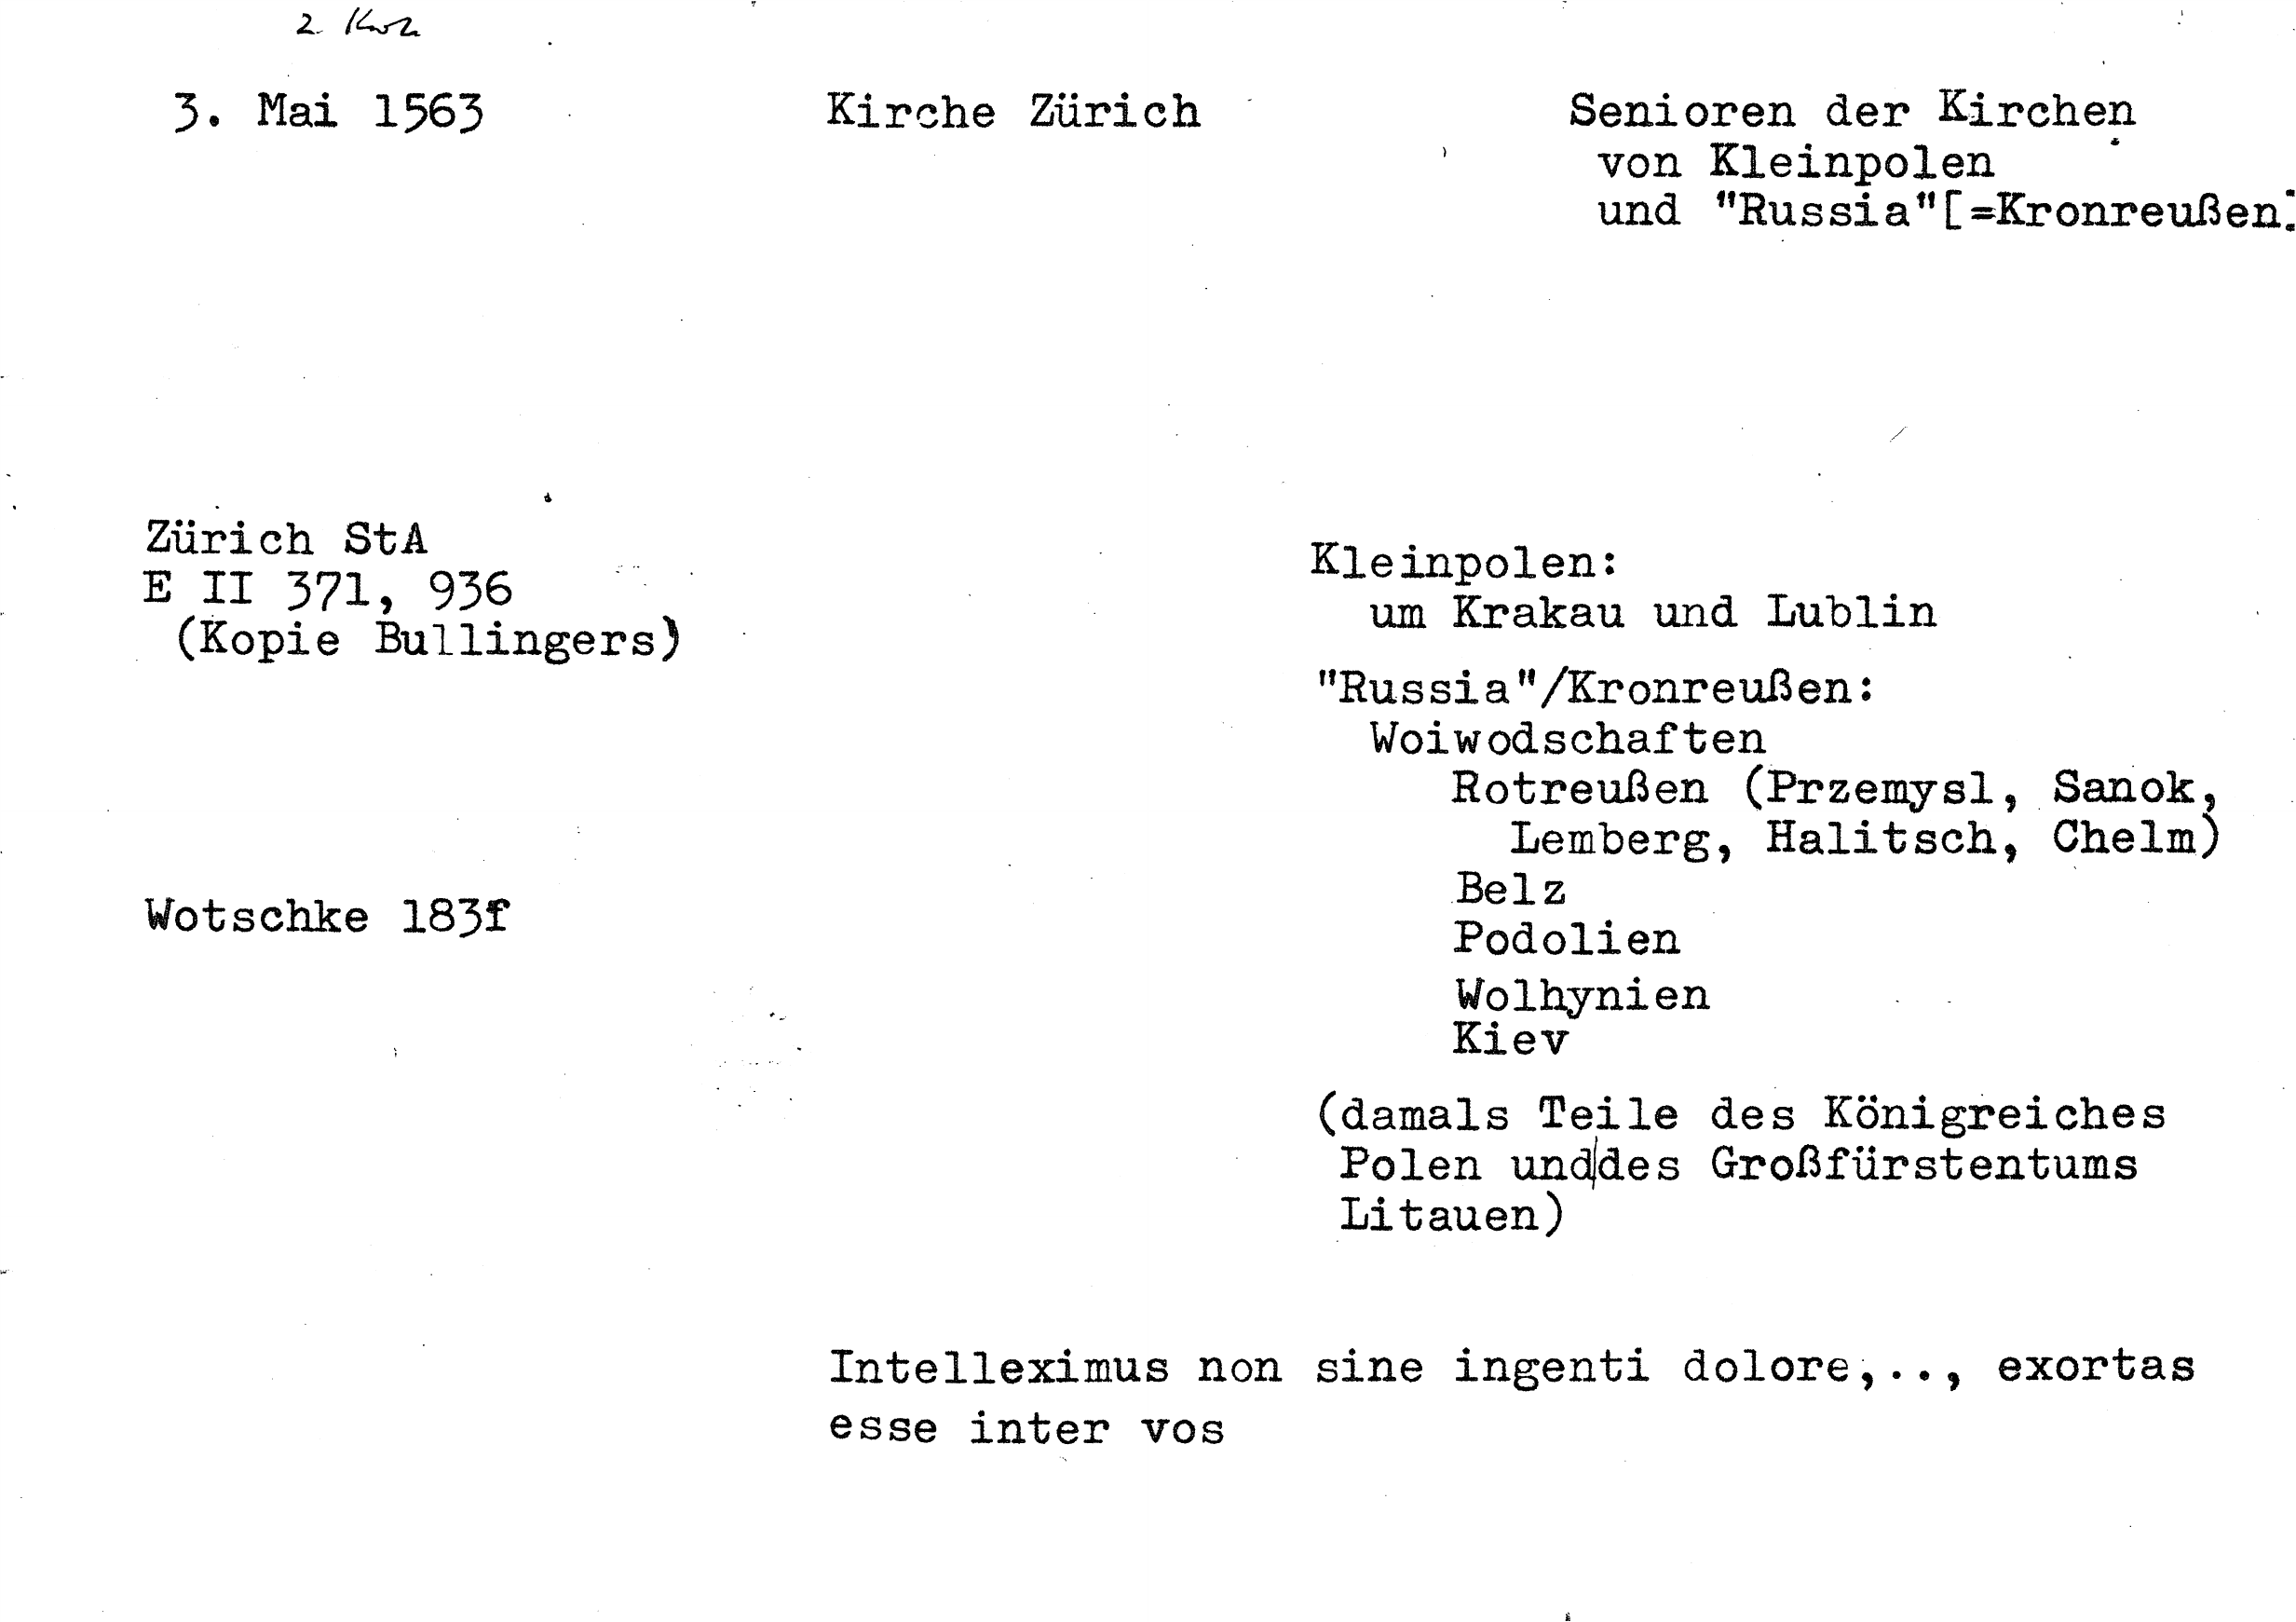 2.
3. Mai 1563
Kirche Zürich
Senioren der Kirchen
von Kleinpolen
und "Russia"[=Kronreußen]
Zürich StA
E II 371, 936
(Kopie Bullingers)
Wotschke 183f
Kleinpolen:
um Krakau und Lublin
"Russia"/Kronreußen:
Woiwodschaften
Rotreußen (Przemysl, Sanok,
Lemberg, Halitsch, Chelm)
Belz
Podolien
Wolhynien
Kiev
(damals Teile des Königreiches
Polen und|des Großfürstentums
Litauen)
Intelleximus non sine ingenti dolore,.., exortas
esse inter vos